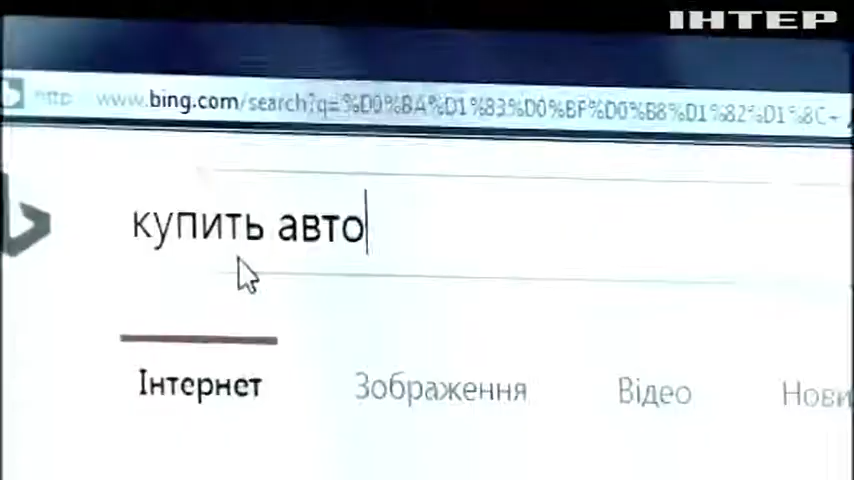 ІНТЕР
http www.bing.com/search?q=%D0%BA%D1%83%D0%BF%D0%B8%D1%82%D1%8C+
купить авто
Інтернет Зображення Відео Нови